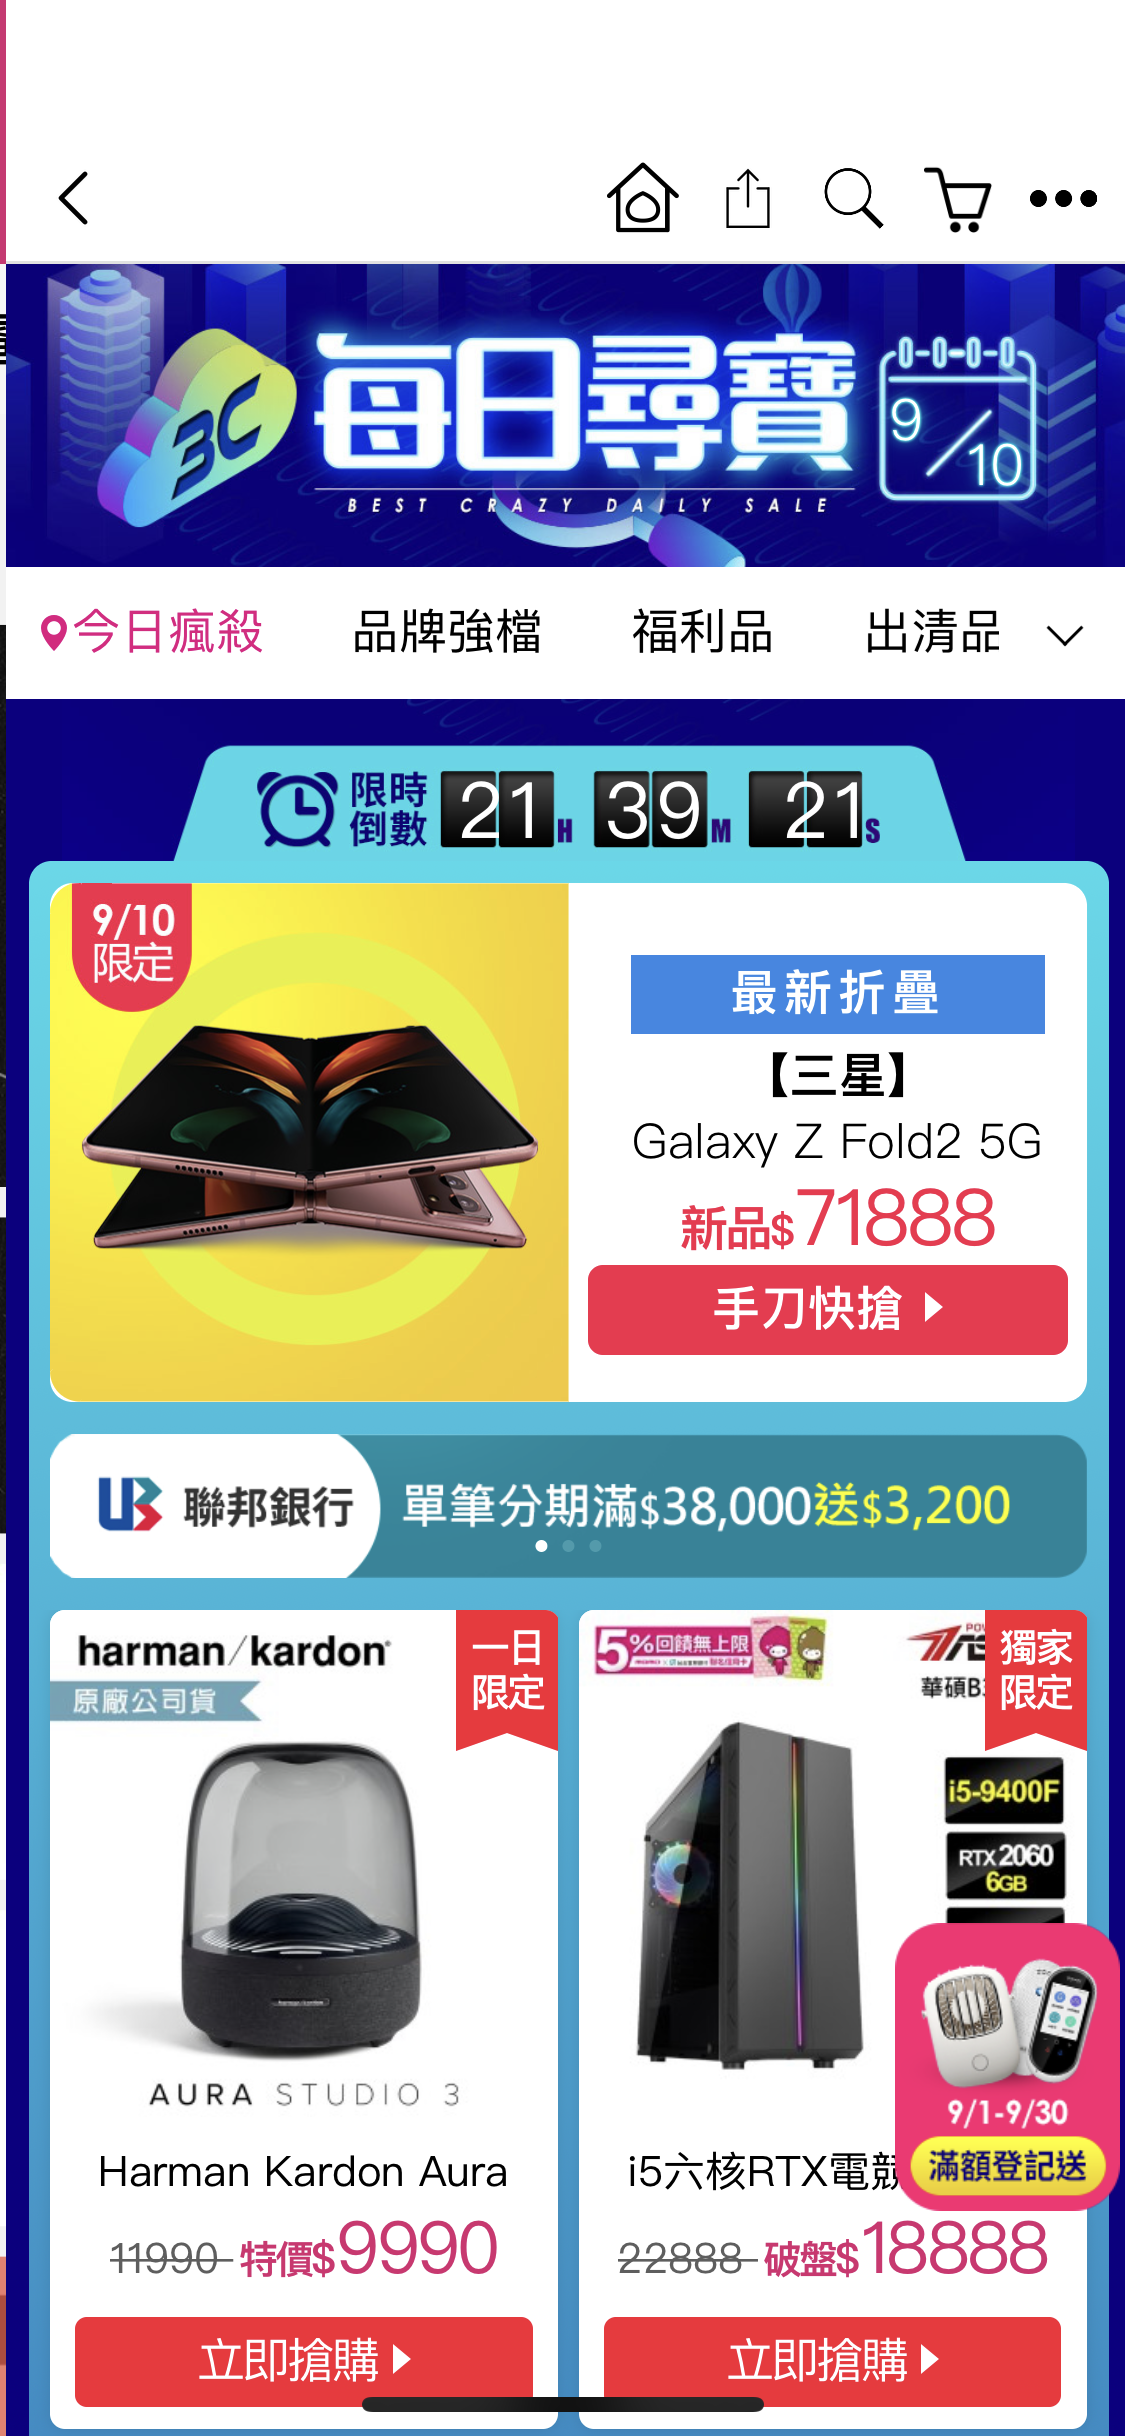 3C
每日尋寶
9/10
BEST CRAZY DAILY SALE
今日瘋殺
品牌強檔
福利品
出清品
限時
倒數
21H 39M 21S
9/10
限定
最新折疊
【三星】
Galaxy Z Fold2 5G
新品$71888
手刀快搶
聯邦銀行
單筆分期滿$38,000送$3,200
harman/kardon
原廠公司貨
一日
限定
AURA STUDIO 3
Harman Kardon Aura
11990 特價$9990
立即搶購
5%回饋無上限
獨家
限定
華碩B3
i5-9400F
RTX 2060
6GB
i5六核RTX電競
22888 破盤$18888
立即搶購
9/1-9/30
滿額登記送